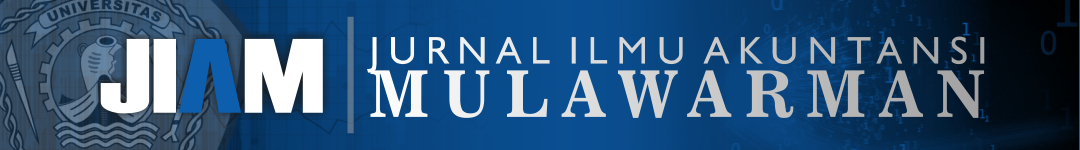 UNIVERSITAS
JIAM
JURNAL ILMU AKUNTANSI
MULAWARMAN